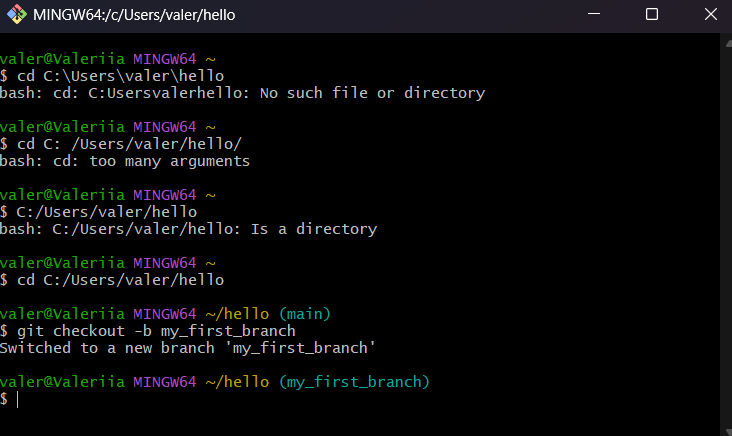 MINGW64:/c/Users/valer/hello
valer@Valeriia MINGW64 ~
$ cd C:\Users\valer\hello
bash: cd: C:Usersvalerhello: No such file or directory
valer@Valeriia MINGW64 ~
$ cd C: /Users/valer/hello/
bash: cd: too many arguments
valer@Valeriia MINGW64 ~
$ C:/Users/valer/hello
bash: C:/Users/valer/hello: Is a directory
valer@Valeriia MINGW64 ~
$ cd C:/Users/valer/hello
valer@Valeriia MINGW64 ~/hello (main)
$ git checkout -b my_first_branch
Switched to a new branch 'my_first_branch'
valer@Valeriia MINGW64 ~/hello (my_first_branch)
$